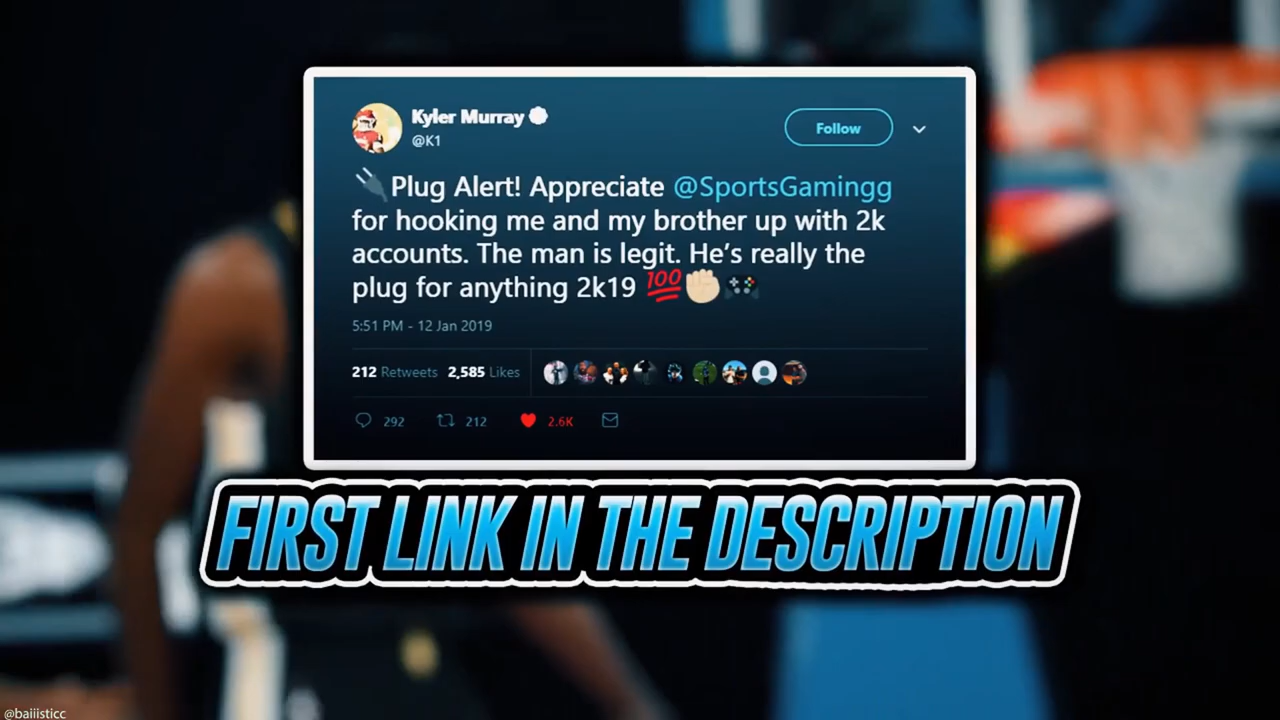 Kyler Murray
Follow
@K1
Plug Alert! Appreciate @SportsGamingg
for hooking me and my brother up with 2k
accounts. The man is legit. He's really the
plug for anything 2k19 💯✊🏼🎮
5:51 PM - 12 Jan 2019
212 Retweets 2,585 Likes
292 212 2.6K
FIRST LINK IN THE DESCRIPTION
@baiiisticc